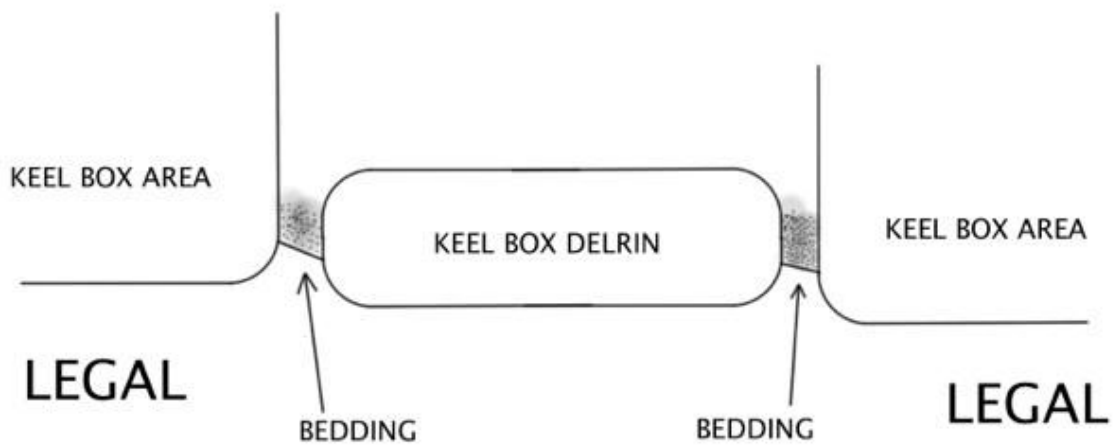 KEEL BOX AREA
KEEL BOX DELRIN
KEEL BOX AREA
LEGAL
BEDDING
BEDDING
LEGAL